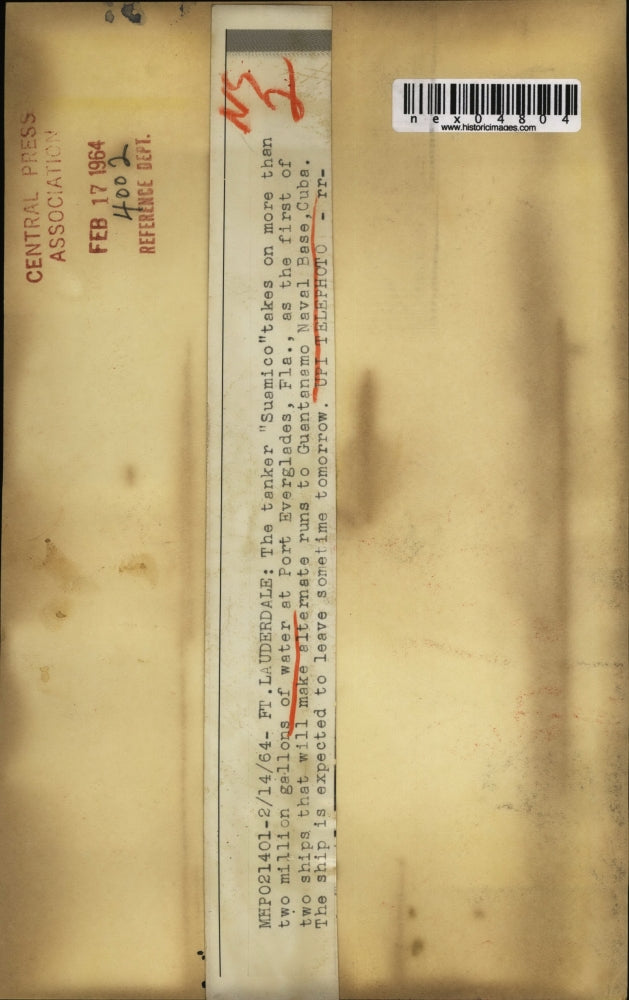 CENTRAL PRESS
ASSOCIATION
FEB 17 1964
4002
REFERENCE DEPT.
NS
2
MHP021401-2/14/64- FT.LAUDERDALE: The tanker "Suamico"takes on more than
two million gallons of water at Port Everglades, Fla., as the first of
two ships that will make alternate runs to Guantanamo Naval Base,Cuba.
The ship is expected to leave sometime tomorrow. UPI TELEPHOTO - rr-
nex04804
www.historicimages.com